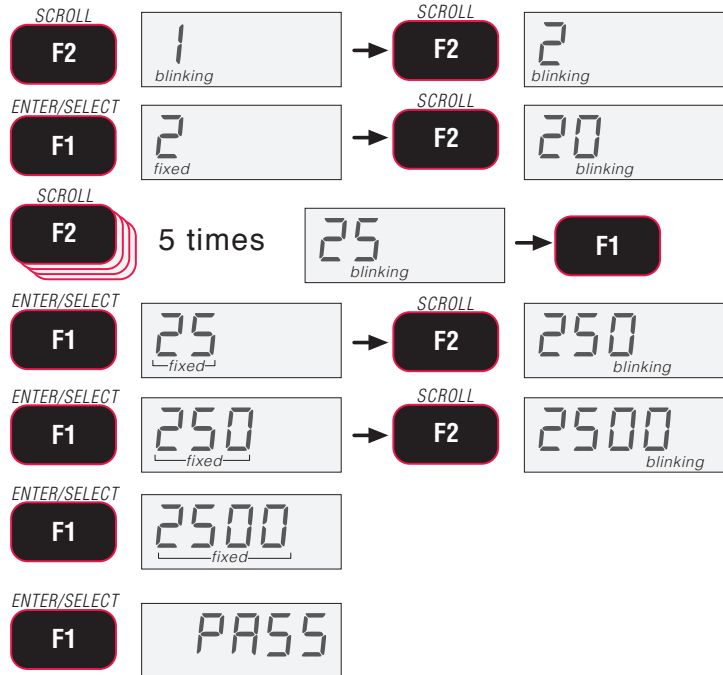 SCROLL SCROLL
F2 1 F2 2
blinking blinking
ENTER/SELECT SCROLL
F1 2 F2 20
fixed blinking
SCROLL
F2 5 times 25 F1
blinking
ENTER/SELECT SCROLL
F1 25 F2 250
fixed blinking
ENTER/SELECT SCROLL
F1 250 F2 2500
fixed blinking
ENTER/SELECT
F1 2500
fixed
ENTER/SELECT
F1 PASS